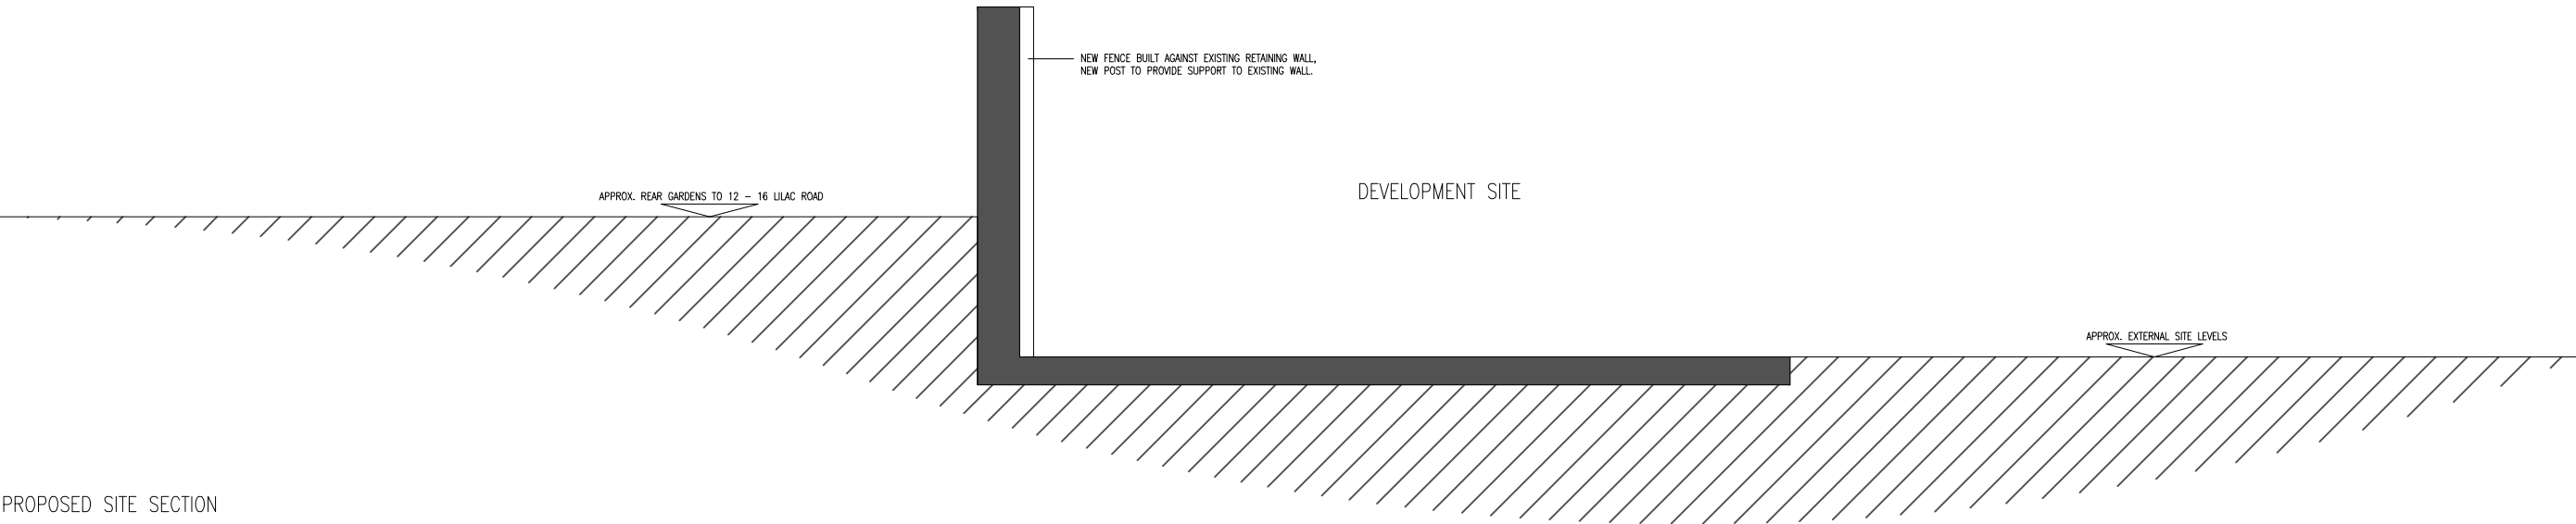 NEW FENCE BUILT AGAINST EXISTING RETAINING WALL,
NEW POST TO PROVIDE SUPPORT TO EXISTING WALL.
DEVELOPMENT SITE
APPROX. REAR GARDENS TO 12 - 16 LILAC ROAD
APPROX. EXTERNAL SITE LEVELS
PROPOSED SITE SECTION